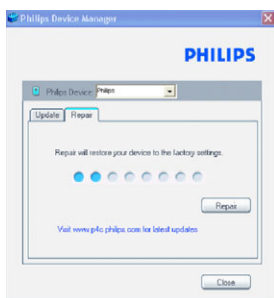 Philips Device Manager
PHILIPS
Philips Device: Philips
Update Repair
Repair will restore your device to the factory settings.
Repair
Visit www.p4c.philips.com for latest updates
Close